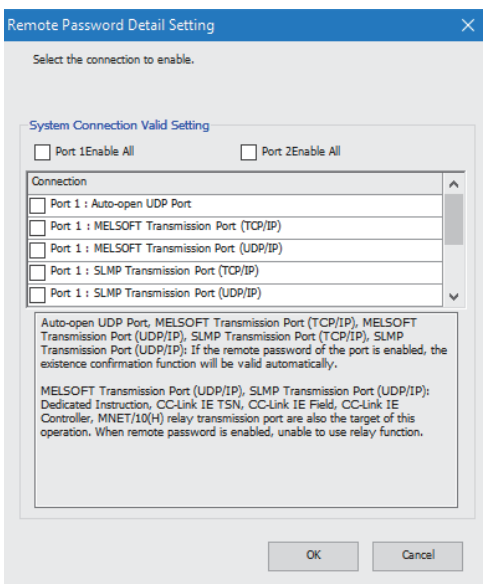 Remote Password Detail Setting
Select the connection to enable.
System Connection Valid Setting
Port 1Enable All
Port 2Enable All
Connection
Port 1 : Auto-open UDP Port
Port 1 : MELSOFT Transmission Port (TCP/IP)
Port 1 : MELSOFT Transmission Port (UDP/IP)
Port 1 : SLMP Transmission Port (TCP/IP)
Port 1 : SLMP Transmission Port (UDP/IP)
Auto-open UDP Port, MELSOFT Transmission Port (TCP/IP), MELSOFT
Transmission Port (UDP/IP), SLMP Transmission Port (TCP/IP), SLMP
Transmission Port (UDP/IP): If the remote password of the port is enabled, the
existence confirmation function will be valid automatically.
MELSOFT Transmission Port (UDP/IP), SLMP Transmission Port (UDP/IP):
Dedicated Instruction, CC-Link IE TSN, CC-Link IE Field, CC-Link IE
Controller, MNET/10(H) relay transmission port are also the target of this
operation. When remote password is enabled, unable to use relay function.
OK
Cancel